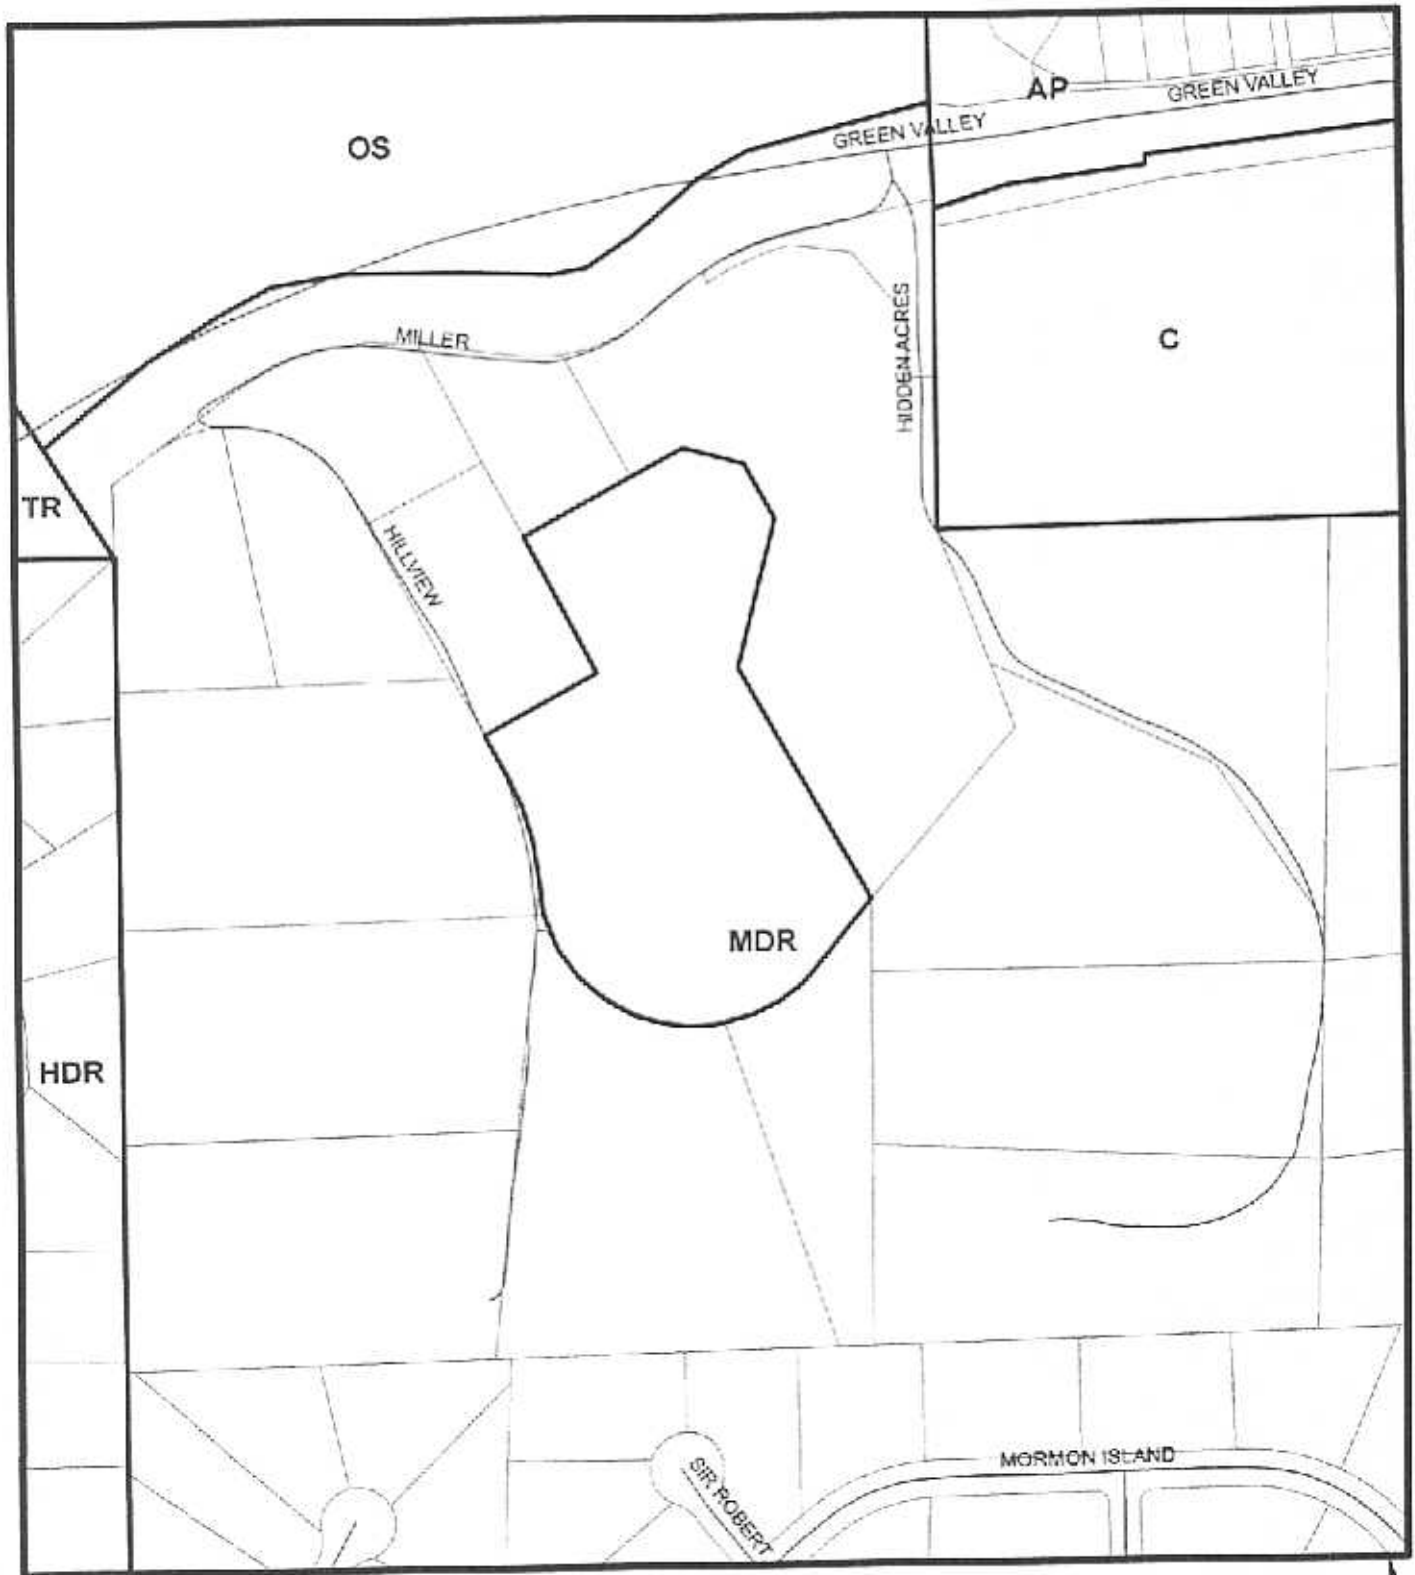 AP
GREEN VALLEY
GREEN VALLEY
OS
MILLER
HIDDEN ACRES
C
TR
HILLVIEW
MDR
HDR
MORMON ISLAND
SIR ROBERT